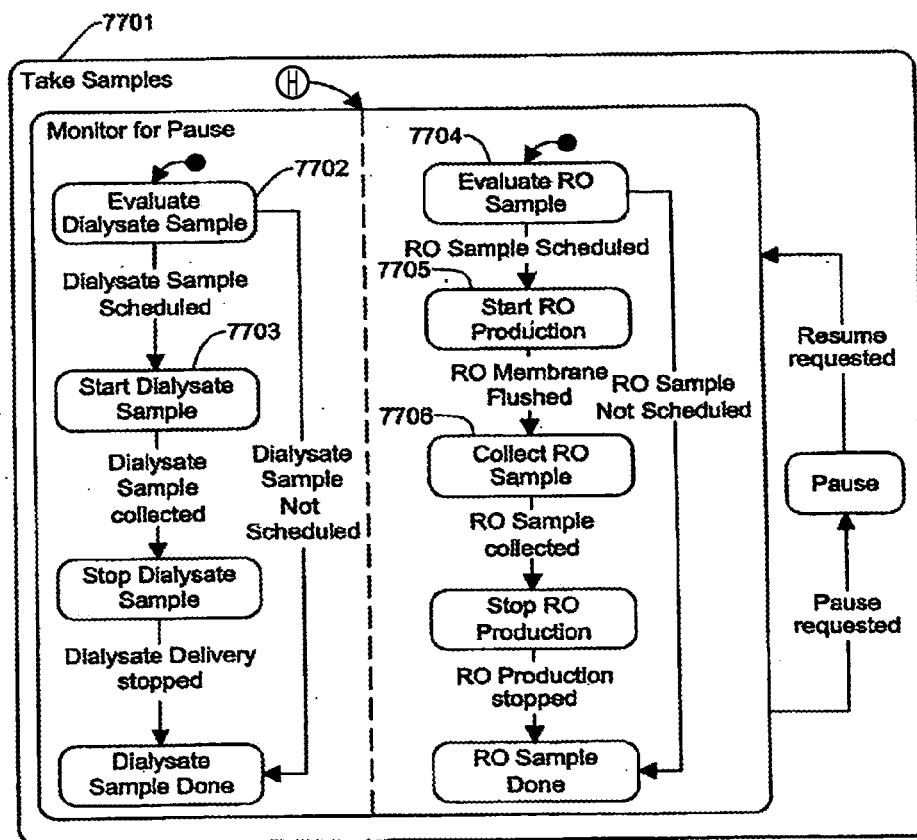 7701
Take Samples
H
Monitor for Pause
7702
Evaluate
Dialysate Sample
Dialysate Sample
Scheduled
7703
Start Dialysate
Sample
Dialysate
Sample
collected
Dialysate
Sample
Not
Scheduled
Stop Dialysate
Sample
Dialysate Delivery
stopped
Dialysate
Sample Done
7704
Evaluate RO
Sample
RO Sample Scheduled
7705
Start RO
Production
RO Membrane
Flushed
RO Sample
Not Scheduled
7706
Collect RO
Sample
RO Sample
collected
Stop RO
Production
RO Production
stopped
RO Sample
Done
Resume
requested
Pause
Pause
requested